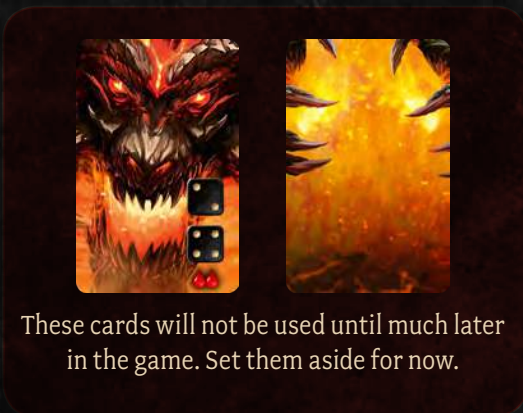 These cards will not be used until much later
in the game. Set them aside for now.